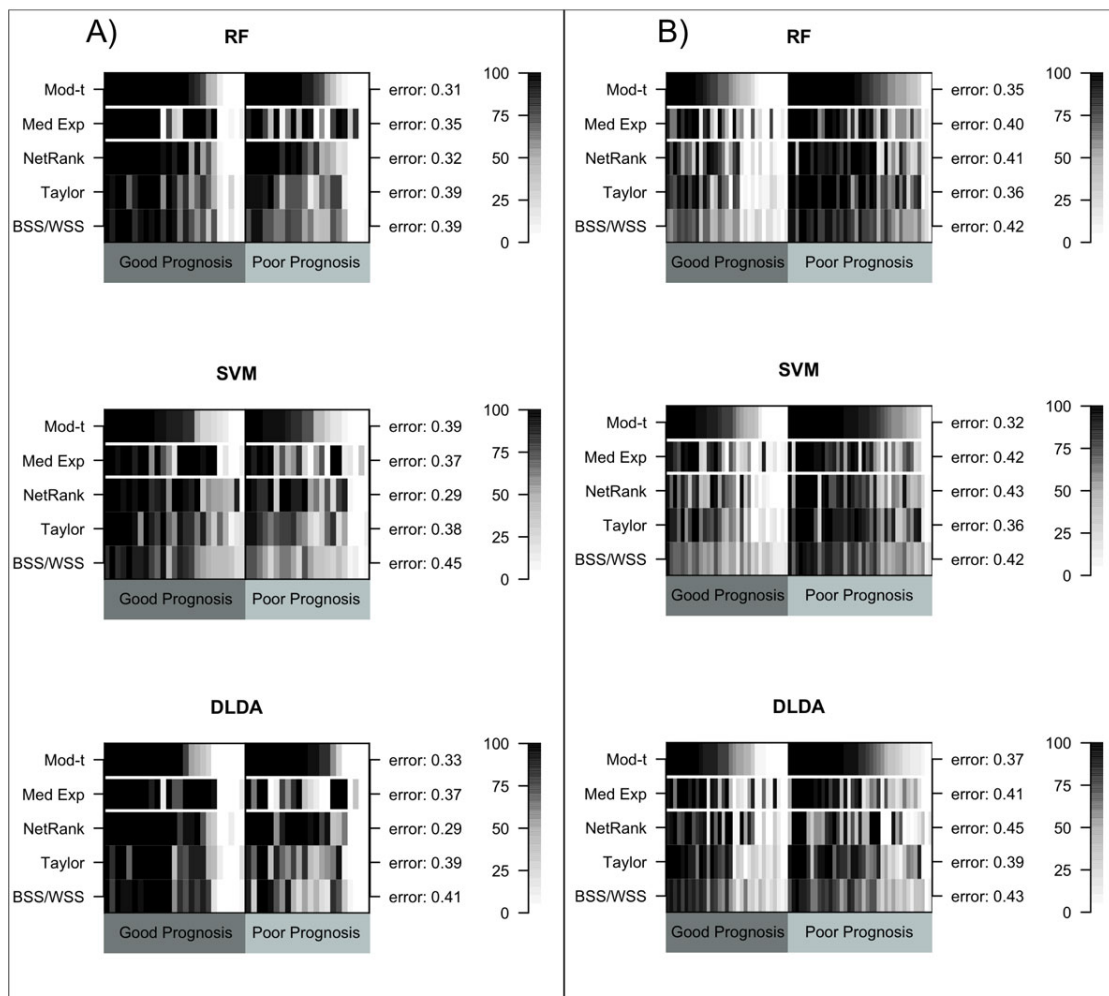 A)
RF
Mod-t
error: 0.31
Med Exp
error: 0.35
NetRank
error: 0.32
Taylor
error: 0.39
BSS/WSS
error: 0.39
Good Prognosis
Poor Prognosis
100
75
50
25
0
SVM
Mod-t
error: 0.39
Med Exp
error: 0.37
NetRank
error: 0.29
Taylor
error: 0.38
BSS/WSS
error: 0.45
Good Prognosis
Poor Prognosis
100
75
50
25
0
DLDA
Mod-t
error: 0.33
Med Exp
error: 0.37
NetRank
error: 0.29
Taylor
error: 0.39
BSS/WSS
error: 0.41
Good Prognosis
Poor Prognosis
100
75
50
25
0
B)
RF
Mod-t
error: 0.35
Med Exp
error: 0.40
NetRank
error: 0.41
Taylor
error: 0.36
BSS/WSS
error: 0.42
Good Prognosis
Poor Prognosis
100
75
50
25
0
SVM
Mod-t
error: 0.32
Med Exp
error: 0.42
NetRank
error: 0.43
Taylor
error: 0.36
BSS/WSS
error: 0.42
Good Prognosis
Poor Prognosis
100
75
50
25
0
DLDA
Mod-t
error: 0.37
Med Exp
error: 0.41
NetRank
error: 0.45
Taylor
error: 0.39
BSS/WSS
error: 0.43
Good Prognosis
Poor Prognosis
100
75
50
25
0